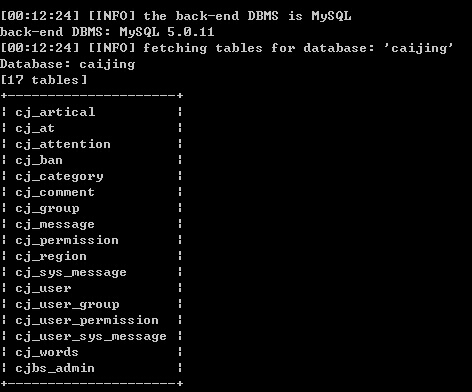 [00:12:24] [INFO] the back-end DBMS is MySQL
back-end DBMS: MySQL 5.0.11
[00:12:24] [INFO] fetching tables for database: 'caijing'
Database: caijing
[17 tables]
+---------------------+
¦ cj_artical          ¦
¦ cj_at               ¦
¦ cj_attention        ¦
¦ cj_ban              ¦
¦ cj_category         ¦
¦ cj_comment          ¦
¦ cj_group            ¦
¦ cj_message          ¦
¦ cj_permission       ¦
¦ cj_region           ¦
¦ cj_sys_message      ¦
¦ cj_user             ¦
¦ cj_user_group       ¦
¦ cj_user_permission  ¦
¦ cj_user_sys_message ¦
¦ cj_words            ¦
¦ cjbs_admin          ¦
+---------------------+